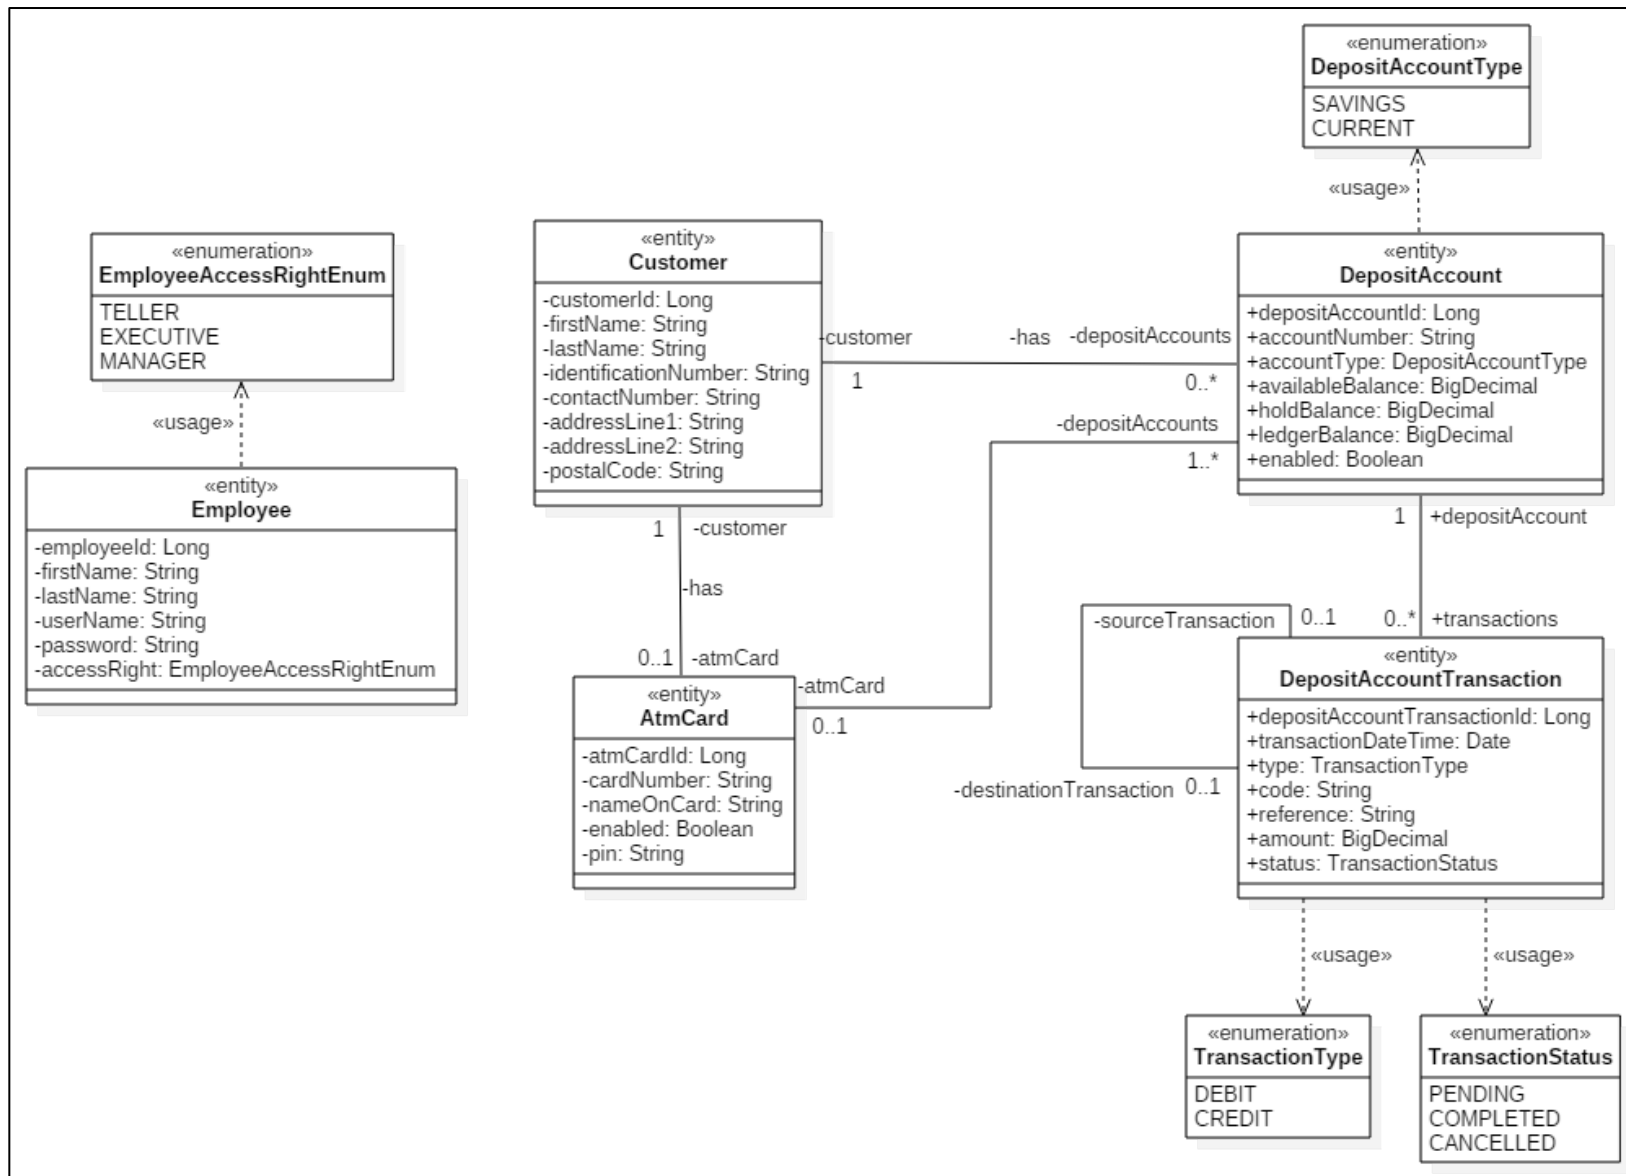 «enumeration»
DepositAccountType
SAVINGS
CURRENT
«usage»
«enumeration»
EmployeeAccessRightEnum
TELLER
EXECUTIVE
MANAGER
«usage»
«entity»
Employee
-employeeId: Long
-firstName: String
-lastName: String
-userName: String
-password: String
-accessRight: EmployeeAccessRightEnum
«entity»
Customer
-customerId: Long
-firstName: String
-lastName: String
-identificationNumber: String
-contactNumber: String
-addressLine1: String
-addressLine2: String
-postalCode: String
-customer
1
-has
-depositAccounts
0..*
-depositAccounts
1..*
«entity»
DepositAccount
+depositAccountId: Long
+accountNumber: String
+accountType: DepositAccountType
+availableBalance: BigDecimal
+holdBalance: BigDecimal
+ledgerBalance: BigDecimal
+enabled: Boolean
1
-customer
-has
0..1
-atmCard
«entity»
AtmCard
-atmCardId: Long
-cardNumber: String
-nameOnCard: String
-enabled: Boolean
-pin: String
-atmCard
0..1
1
+depositAccount
0..*
+transactions
-sourceTransaction
0..1
-destinationTransaction
0..1
«entity»
DepositAccountTransaction
+depositAccountTransactionId: Long
+transactionDateTime: Date
+type: TransactionType
+code: String
+reference: String
+amount: BigDecimal
+status: TransactionStatus
«usage»
«usage»
«enumeration»
TransactionType
DEBIT
CREDIT
«enumeration»
TransactionStatus
PENDING
COMPLETED
CANCELLED